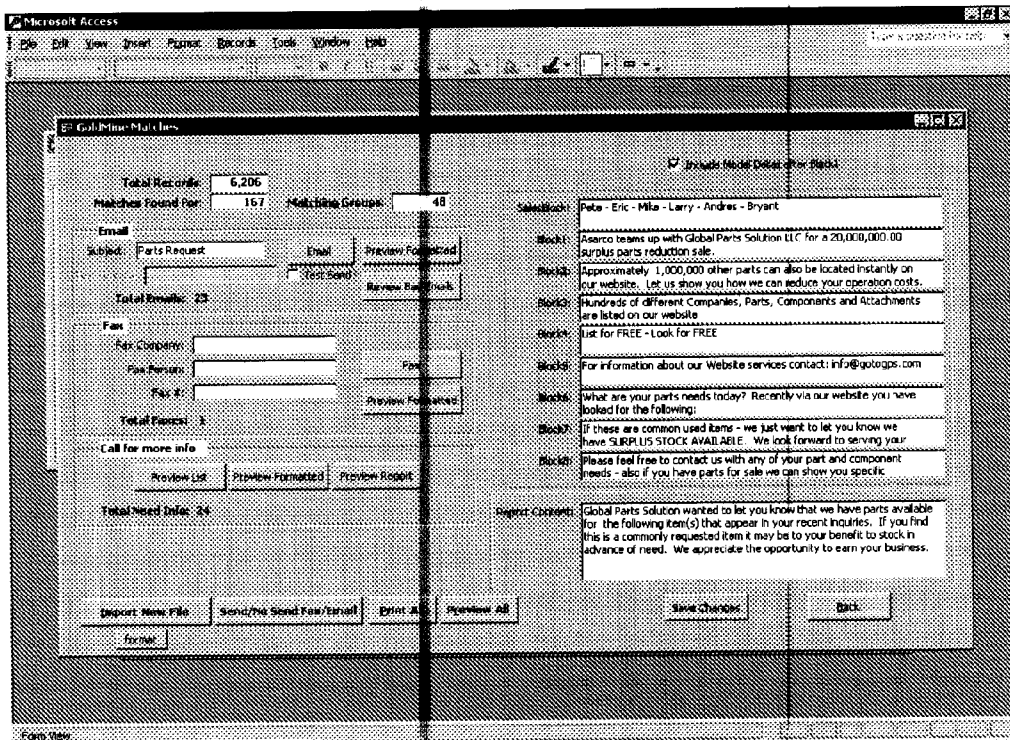 Microsoft Access
File Edit View Insert Format Records Tools Window Help
Type a question for help
GoldMine Matches
Include Model Detail after Block1
Total Records: 6,206
Matches Found For: 167 Matching Groups: 48
SalesBlock: Pete - Eric - Mike - Larry - Andres - Bryant
Email
Subject: Parts Request Email Preview Formatted
Test Send
Total Emails: 23
Block1: Asarco teams up with Global Parts Solution LLC for a 20,000,000.00
surplus parts reduction sale.
Block2: Approximately 1,000,000 other parts can also be located instantly on
our website. Let us show you how we can reduce your operation costs.
Block3: Hundreds of different Companies, Parts, Components and Attachments
are listed on our website
Block4: List for FREE - Look for FREE
Block5: For information about our Website services contact: info@gotogps.com
Block6: What are your parts needs today? Recently via our website you have
looked for the following:
Block7: If these are common used items - we just want to let you know we
have SURPLUS STOCK AVAILABLE. We look forward to serving your
Block8: Please feel free to contact us with any of your part and component
needs - also if you have parts for sale we can show you specific
Fax
Fax Company:
Fax Person: Fax
Fax #:
Preview Formatted
Total Faxes: 1
Call for more info
Preview List Preview Formatted Preview Report
Total Need Info: 24
Report Content: Global Parts Solution wanted to let you know that we have parts available
for the following item(s) that appear in your recent inquiries. If you find
this is a commonly requested item it may be to your benefit to stock in
advance of need. We appreciate the opportunity to earn your business.
Import New File Send/No Send Fax/Email Print All Preview All Save Changes Back
Format
Form View